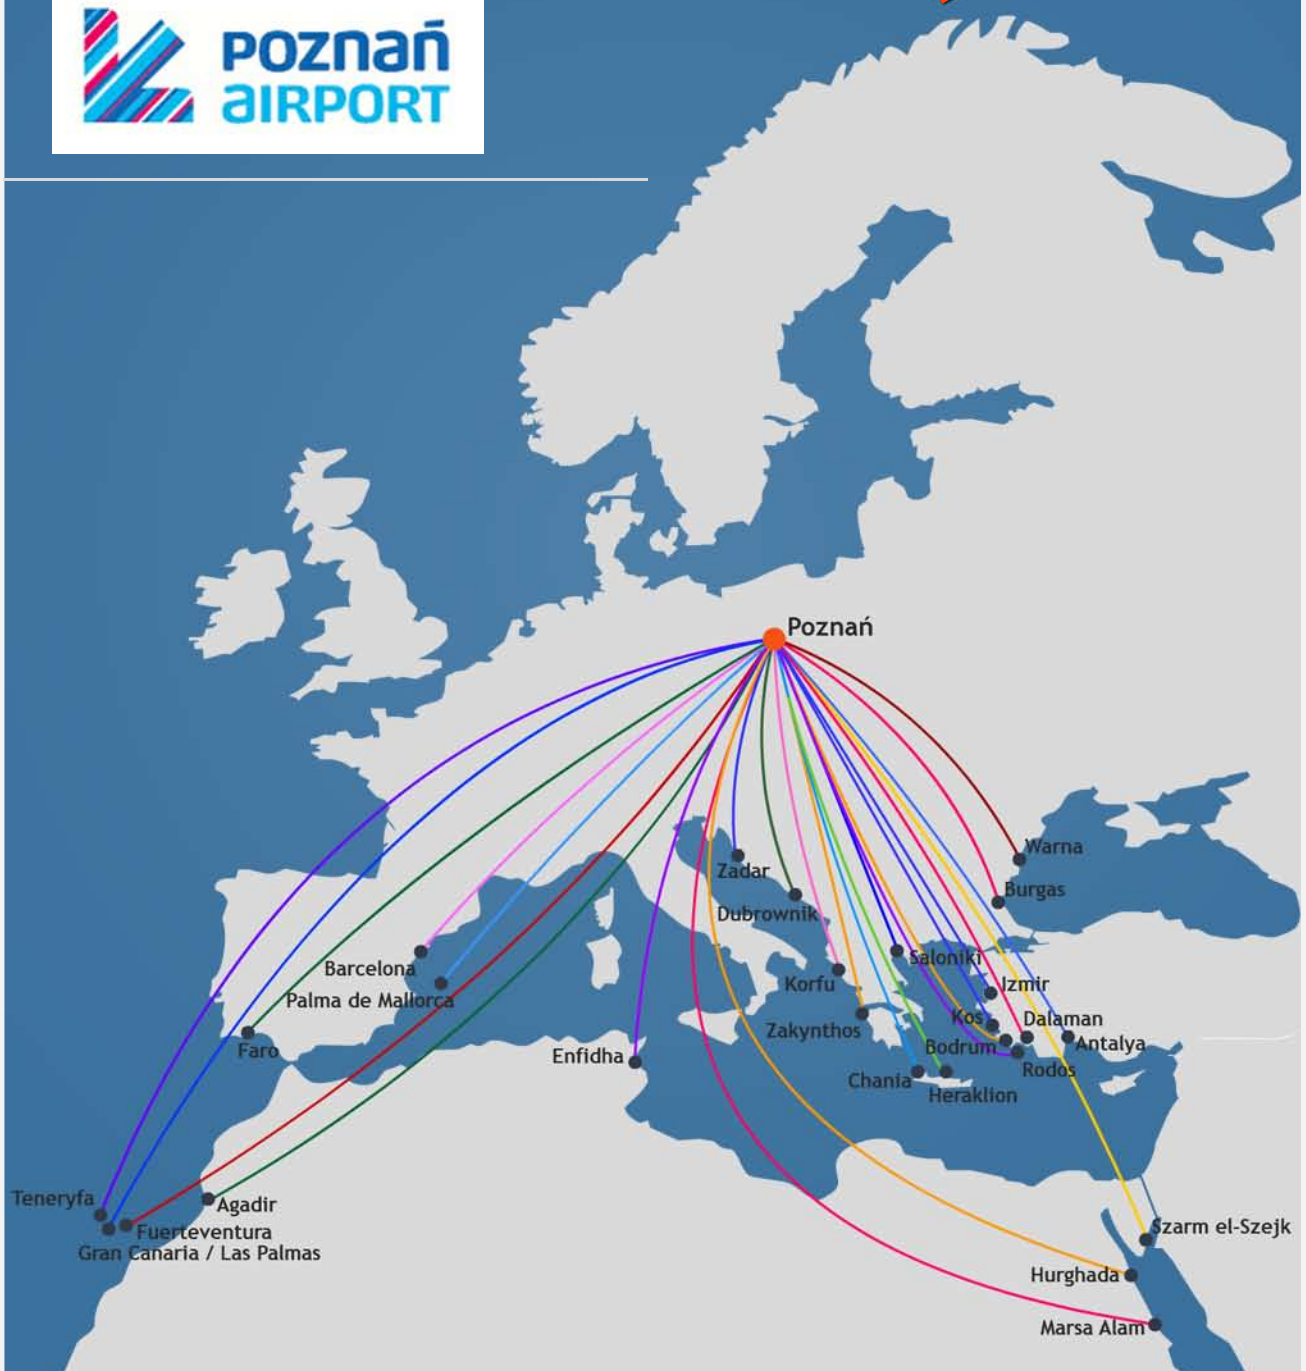 POZNAŃ
AIRPORT
Poznań
Warna
Zadar
Burgas
Dubrownik
Saloniki
Barcelona
Korfu
Izmir
Palma de Mallorca
Kos
Dalaman
Zakynthos
Antalya
Faro
Bodrum
Enfidha
Rodos
Chania
Heraklion
Teneryfa
Agadir
Fuerteventura
Szarm el-Szejk
Gran Canaria / Las Palmas
Hurghada
Marsa Alam